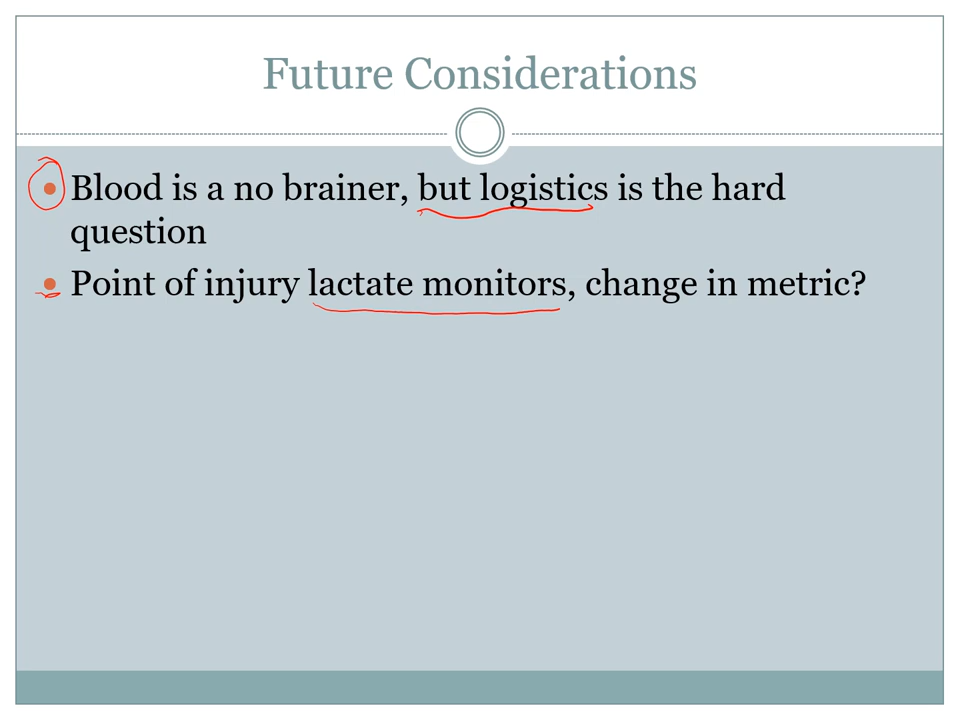 Future Considerations
Blood is a no brainer, but logistics is the hard
question
Point of injury lactate monitors, change in metric?